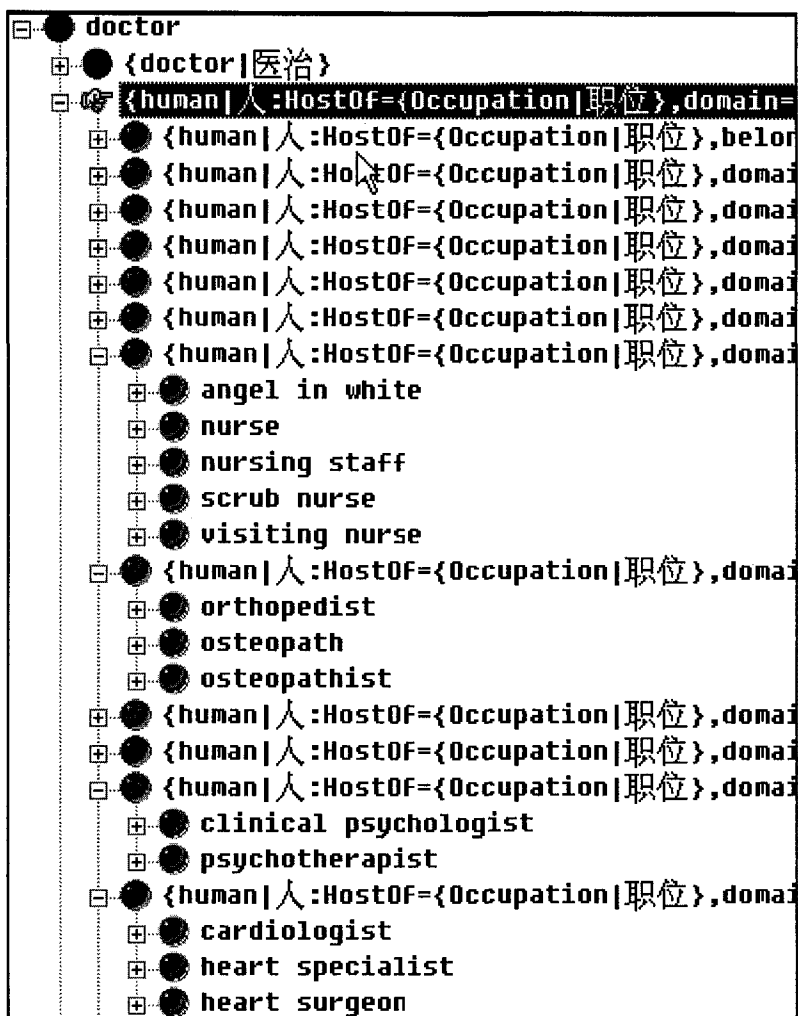 doctor
{doctor|医治}
{human|人:HostOf={Occupation|职位},domain=
{human|人:HostOf={Occupation|职位},belon
{human|人:HostOf={Occupation|职位},domai
{human|人:HostOf={Occupation|职位},domai
{human|人:HostOf={Occupation|职位},domai
{human|人:HostOf={Occupation|职位},domai
{human|人:HostOf={Occupation|职位},domai
{human|人:HostOf={Occupation|职位},domai
angel in white
nurse
nursing staff
scrub nurse
visiting nurse
{human|人:HostOf={Occupation|职位},domai
orthopedist
osteopath
osteopathist
{human|人:HostOf={Occupation|职位},domai
{human|人:HostOf={Occupation|职位},domai
{human|人:HostOf={Occupation|职位},domai
clinical psychologist
psychotherapist
{human|人:HostOf={Occupation|职位},domai
cardiologist
heart specialist
heart surgeon